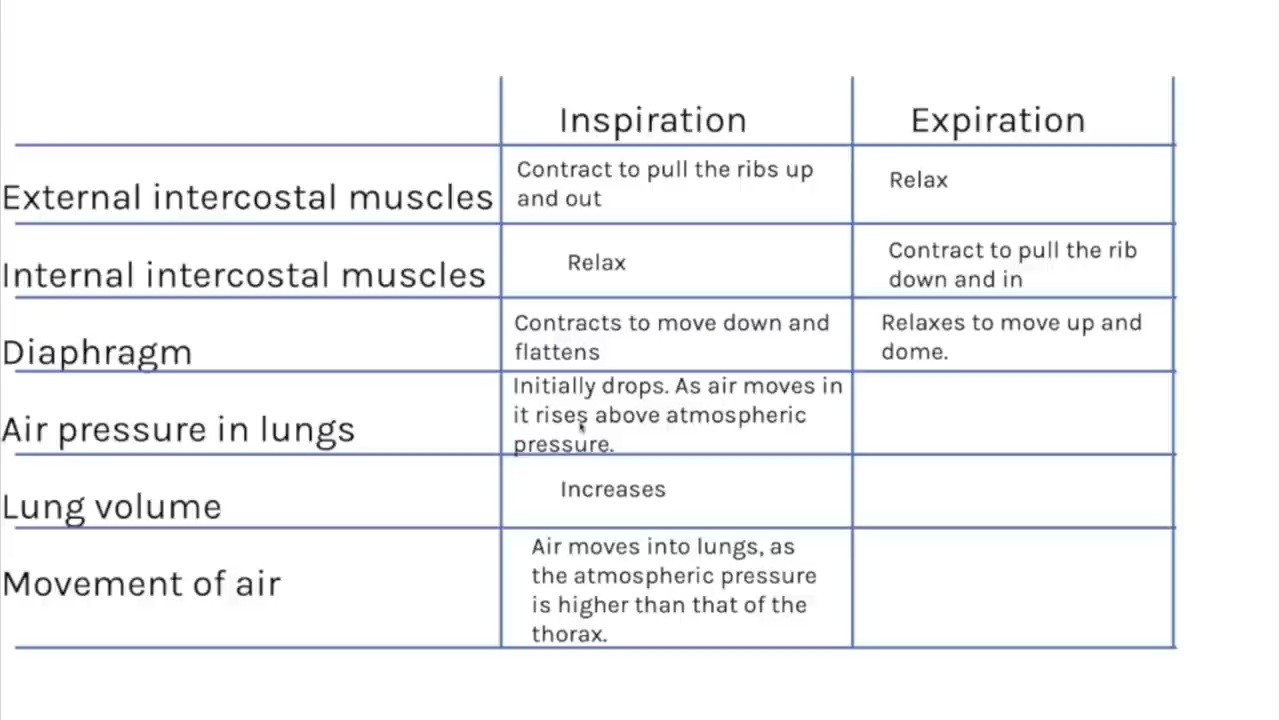 Inspiration
Expiration
External intercostal muscles
Contract to pull the ribs up
and out
Relax
Internal intercostal muscles
Relax
Contract to pull the rib
down and in
Diaphragm
Contracts to move down and
flattens
Relaxes to move up and
dome.
Air pressure in lungs
Initially drops. As air moves in
it rises above atmospheric
pressure.
Lung volume
Increases
Movement of air
Air moves into lungs, as
the atmospheric pressure
is higher than that of the
thorax.